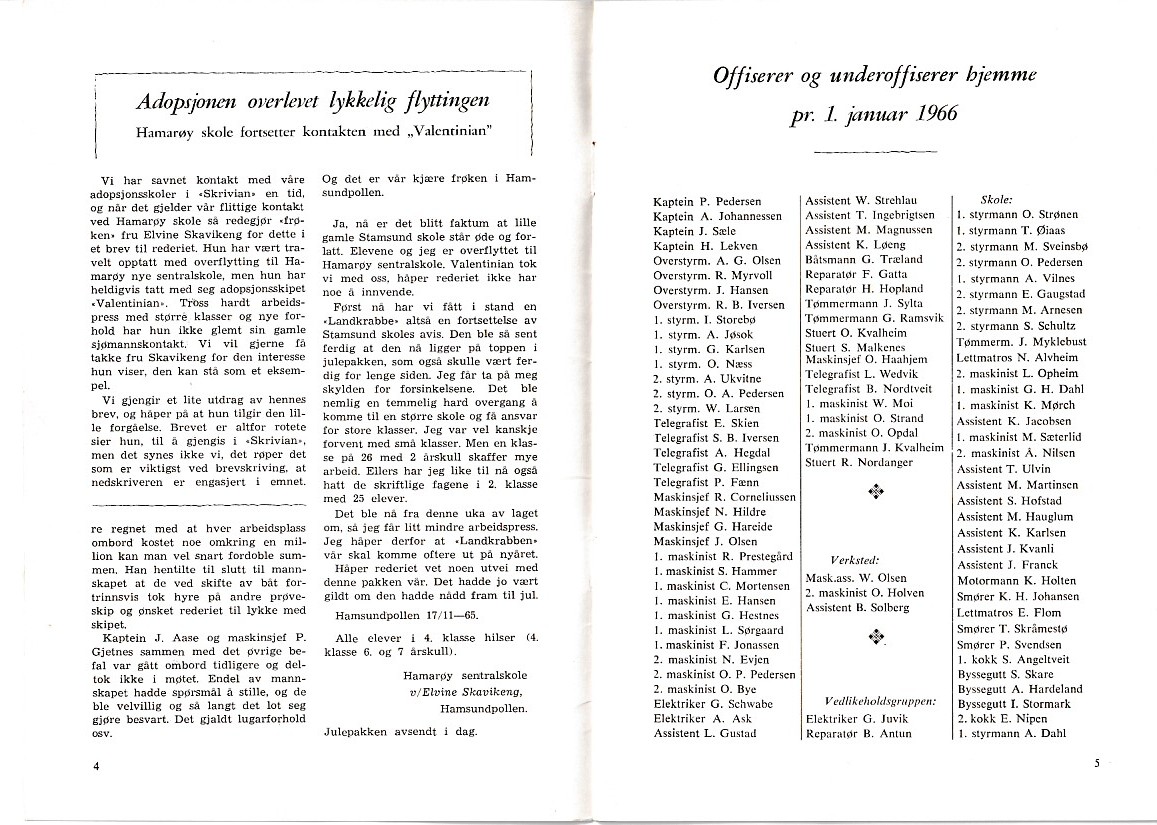 Adopsjonen overlevet lykkelig flyttingen
Hamarøy skole fortsetter kontakten med „Valentinian”
Vi har savnet kontakt med våre
adopsjonsskoler i «Skrivian» en tid,
og når det gjelder vår flittige kontakt
ved Hamarøy skole så redegjør «frø-
ken» fru Elvine Skavikeng for dette i
et brev til rederiet. Hun har vært tra-
velt opptatt med overflytting til Ha-
marøy nye sentralskole, men hun har
heldigvis tatt med seg adopsjonsskipet
«Valentinian». Tross hardt arbeids-
press med større klasser og nye for-
hold har hun ikke glemt sin gamle
sjømannskontakt. Vi vil gjerne få
takke fru Skavikeng for den interesse
hun viser, den kan stå som et eksem-
pel.
Vi gjengir et lite utdrag av hennes
brev, og håper på at hun tilgir den lil-
le forgåelse. Brevet er altfor rotete
sier hun, til å gjengis i «Skrivian»,
men det synes ikke vi, det røper det
som er viktigst ved brevskriving, at
nedskriveren er engasjert i emnet.
re regnet med at hver arbeidsplass
ombord kostet noe omkring en mil-
lion kan man vel snart fordoble sum-
men. Han hentilte til slutt til mann-
skapet at de ved skifte av båt for-
trinnsvis tok hyre på andre prøve-
skip og ønsket rederiet til lykke med
skipet.
Kaptein J. Aase og maskinsjef P.
Gjetnes sammen med det øvrige be-
fal var gått ombord tidligere og del-
tok ikke i møtet. Endel av mann-
skapet hadde spørsmål å stille, og de
ble velvillig og så langt det lot seg
gjøre besvart. Det gjaldt lugarforhold
osv.
Og det er vår kjære frøken i Ham-
sundpollen.
Ja, nå er det blitt faktum at lille
gamle Stamsund skole står øde og for-
latt. Elevene og jeg er overflyttet til
Hamarøy sentralskole. Valentinian tok
vi med oss, håper rederiet ikke har
noe å innvende.
Først nå har vi fått i stand en
«Landkrabbe» altså en fortsettelse av
Stamsund skoles avis. Den ble så sent
ferdig at den nå ligger på toppen i
julepakken, som også skulle vært fer-
dig for lenge siden. Jeg får ta på meg
skylden for forsinkelsene. Det ble
nemlig en temmelig hard overgang å
komme til en større skole og få ansvar
for store klasser. Jeg var vel kanskje
forvent med små klasser. Men en klas-
se på 26 med 2 årskull skaffer mye
arbeid. Ellers har jeg like til nå også
hatt de skriftlige fagene i 2. klasse
med 25 elever.
Det ble nå fra denne uka av laget
om, så jeg får litt mindre arbeidspress.
Jeg håper derfor at «Landkrabben»
vår skal komme oftere ut på nyåret.
Håper rederiet vet noen utvei med
denne pakken vår. Det hadde jo vært
gildt om den hadde nådd fram til jul.
Hamsundpollen 17/11—65.
Alle elever i 4. klasse hilser (4.
klasse 6. og 7 årskull).
Hamarøy sentralskole
v/Elvine Skavikeng,
Hamsundpollen.
Julepakken avsendt i dag.
4
Offiserer og underoffiserer hjemme
pr. 1. januar 1966
Kaptein P. Pedersen
Kaptein A. Johannessen
Kaptein J. Sæle
Kaptein H. Lekven
Overstyrm. A. G. Olsen
Overstyrm. R. Myrvoll
Overstyrm. J. Hansen
Overstyrm. R. B. Iversen
1. styrm. I. Storebø
1. styrm. A. Jøsok
1. styrm. G. Karlsen
1. styrm. O. Næss
2. styrm. A. Ukvitne
2. styrm. O. A. Pedersen
2. styrm. W. Larsen
Telegrafist E. Skien
Telegrafist S. B. Iversen
Telegrafist A. Hegdal
Telegrafist G. Ellingsen
Telegrafist P. Fænn
Maskinsjef R. Corneliussen
Maskinsjef N. Hildre
Maskinsjef G. Hareide
Maskinsjef J. Olsen
1. maskinist R. Prestegård
1. maskinist S. Hammer
1. maskinist C. Mortensen
1. maskinist E. Hansen
1. maskinist G. Hestnes
1. maskinist L. Sørgaard
1. maskinist F. Jonassen
2. maskinist N. Evjen
2. maskinist O. P. Pedersen
2. maskinist O. Bye
Elektriker G. Schwabe
Elektriker A. Ask
Assistent L. Gustad
Assistent W. Strehlau
Assistent T. Ingebrigtsen
Assistent M. Magnussen
Assistent K. Løeng
Båtsmann G. Træland
Reparatør F. Gatta
Reparatør H. Hopland
Tømmermann J. Sylta
Tømmermann G. Ramsvik
Stuert O. Kvalheim
Stuert S. Malkenes
Maskinsjef O. Haahjem
Telegrafist L. Wedvik
Telegrafist B. Nordtveit
1. maskinist W. Moi
1. maskinist O. Strand
2. maskinist O. Opdal
Tømmermann J. Kvalheim
Stuert R. Nordanger
Verksted:
Mask.ass. W. Olsen
2. maskinist O. Holven
Assistent B. Solberg
Vedlikeholdsgruppen:
Elektriker G. Juvik
Reparatør B. Antun
Skole:
1. styrmann O. Strønen
1. styrmann T. Øiaas
2. styrmann M. Sveinsbø
2. styrmann O. Pedersen
1. styrmann A. Vilnes
2. styrmann E. Gaugstad
2. styrmann M. Arnesen
2. styrmann S. Schultz
Tømmerm. J. Myklebust
Lettmatros N. Alvheim
2. maskinist L. Opheim
1. maskinist G. H. Dahl
1. maskinist K. Mørch
Assistent K. Jacobsen
1. maskinist M. Sæterlid
2. maskinist Å. Nilsen
Assistent T. Ulvin
Assistent M. Martinsen
Assistent S. Hofstad
Assistent M. Hauglum
Assistent K. Karlsen
Assistent J. Kvanli
Assistent J. Franck
Motormann K. Holten
Smører K. H. Johansen
Lettmatros E. Flom
Smører T. Skråmestø
Smører P. Svendsen
1. kokk S. Angeltveit
Byssegutt S. Skare
Byssegutt A. Hardeland
Byssegutt I. Stormark
2. kokk E. Nipen
1. styrmann A. Dahl
5